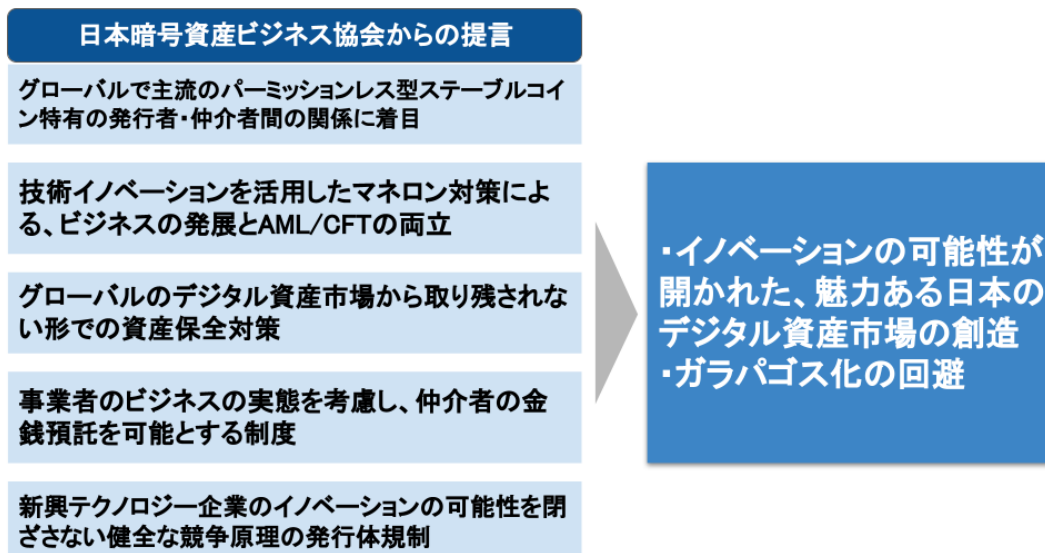 日本暗号資産ビジネス協会からの提言
グローバルで主流のパーミッションレス型ステーブルコイ
ン特有の発行者・仲介者間の関係に着目
技術イノベーションを活用したマネロン対策によ
る、ビジネスの発展とAML/CFTの両立
グローバルのデジタル資産市場から取り残されな
い形での資産保全対策
事業者のビジネスの実態を考慮し、仲介者の金
銭預託を可能とする制度
新興テクノロジー企業のイノベーションの可能性を閉
ざさない健全な競争原理の発行体規制
・イノベーションの可能性が
開かれた、魅力ある日本の
デジタル資産市場の創造
・ガラパゴス化の回避